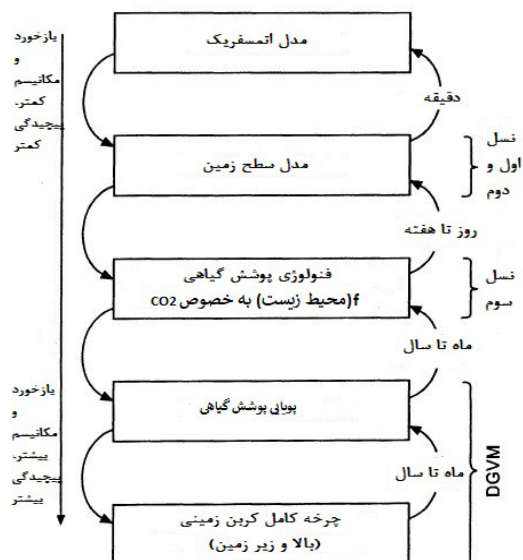 بازخورد
و
مکانیسم
کمتر،
پیچیدگی
کمتر
مدل اتمسفریک
دقیقه
مدل سطح زمین
نسل
اول و
دوم
روز تا هفته
فنولوژی پوشش گیاهی
f(محیط زیست) به خصوص CO2
نسل
سوم
ماه تا سال
پویایی پوشش گیاهی
بازخورد
و
مکانیسم
بیشتر،
پیچیدگی
بیشتر
ماه تا سال
DGVM
چرخه کامل کربن زمینی
(بالا و زیر زمین)